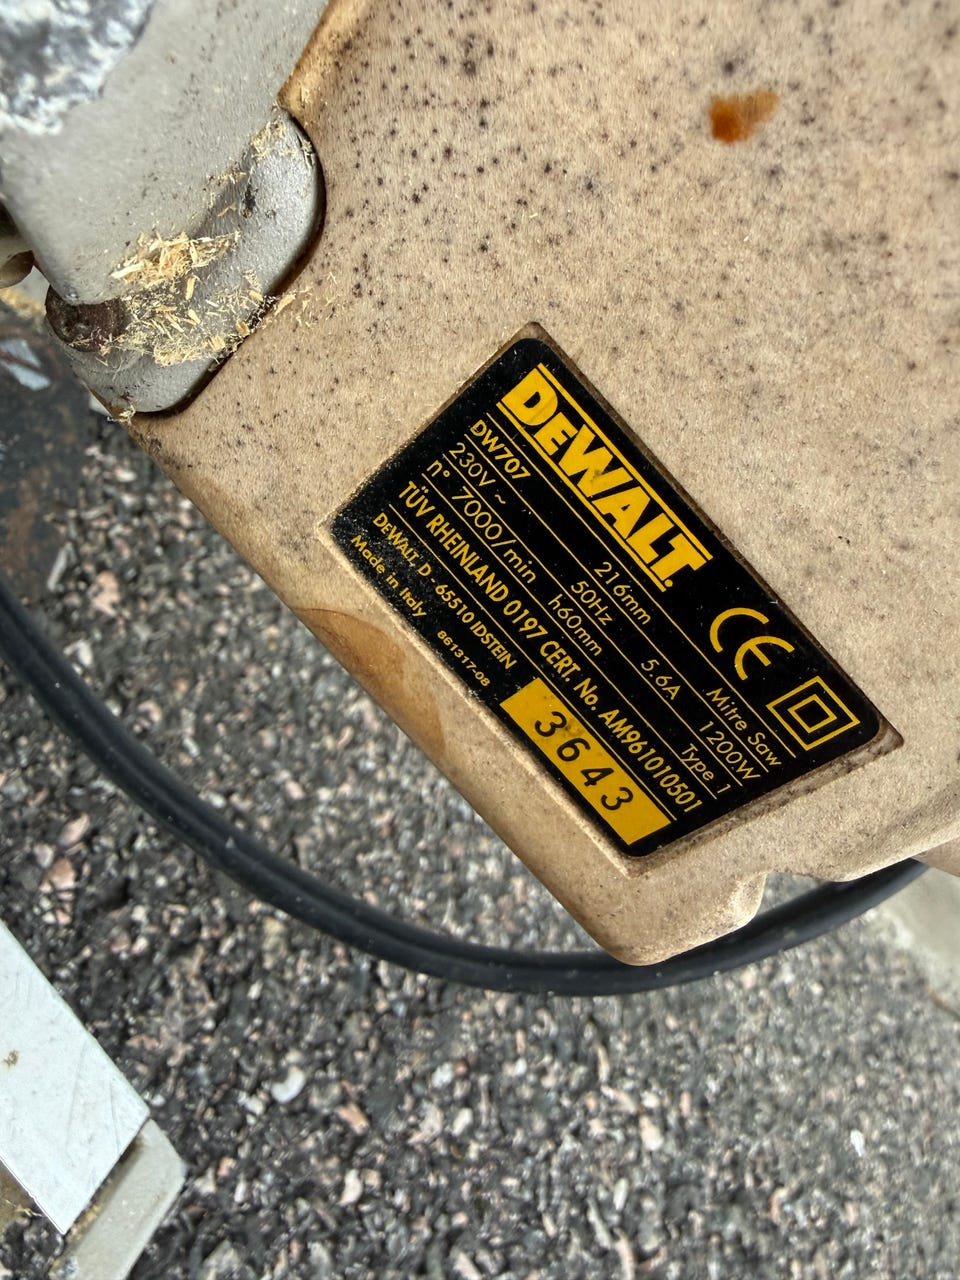 DEWALT
DW707 216mm Mitre Saw
230V ~ 50Hz 5.6A 1200W
n° 7000/min h60mm Type 1
TÜV RHEINLAND 0197 CERT. No. AM961010501
DEWALT, D - 65510 IDSTEIN
Made in Italy 861317-08
3643
CE